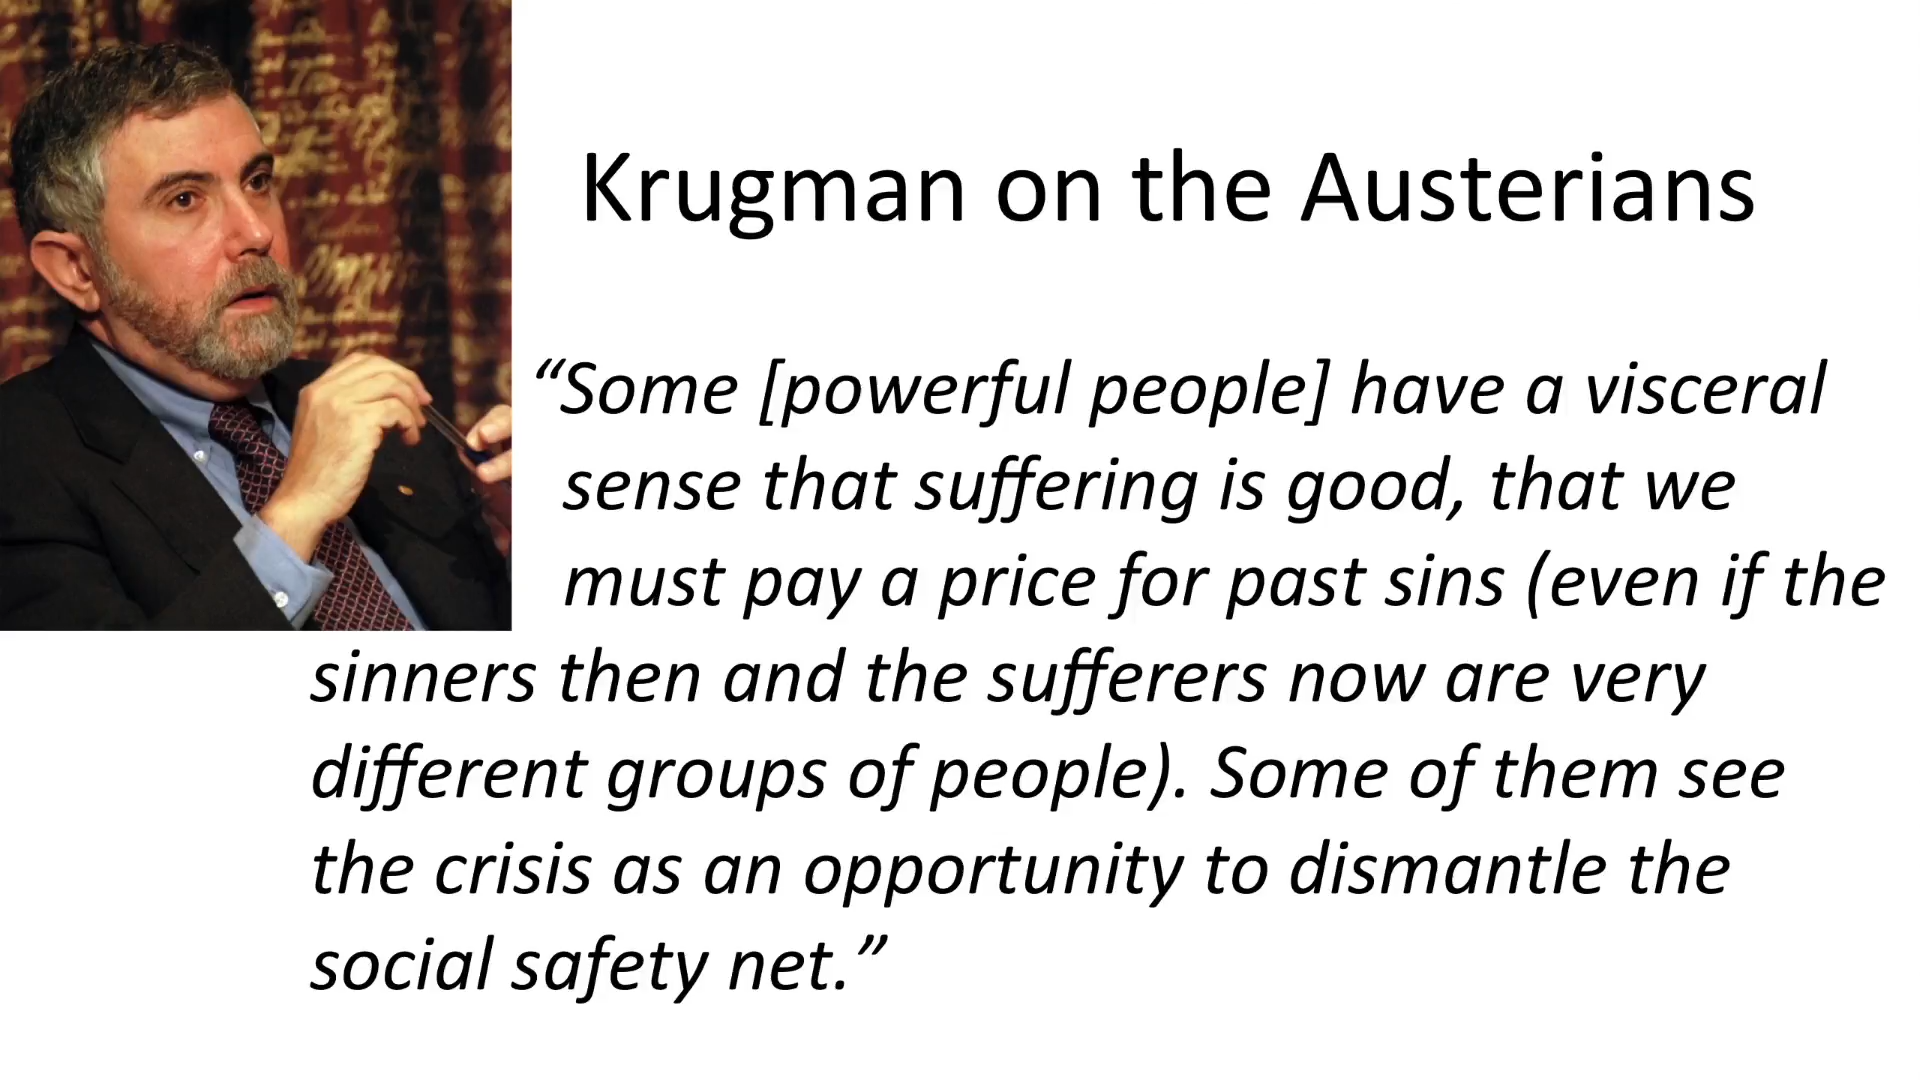 Krugman on the Austerians
“Some [powerful people] have a visceral
sense that suffering is good, that we
must pay a price for past sins (even if the
sinners then and the sufferers now are very
different groups of people). Some of them see
the crisis as an opportunity to dismantle the
social safety net.”